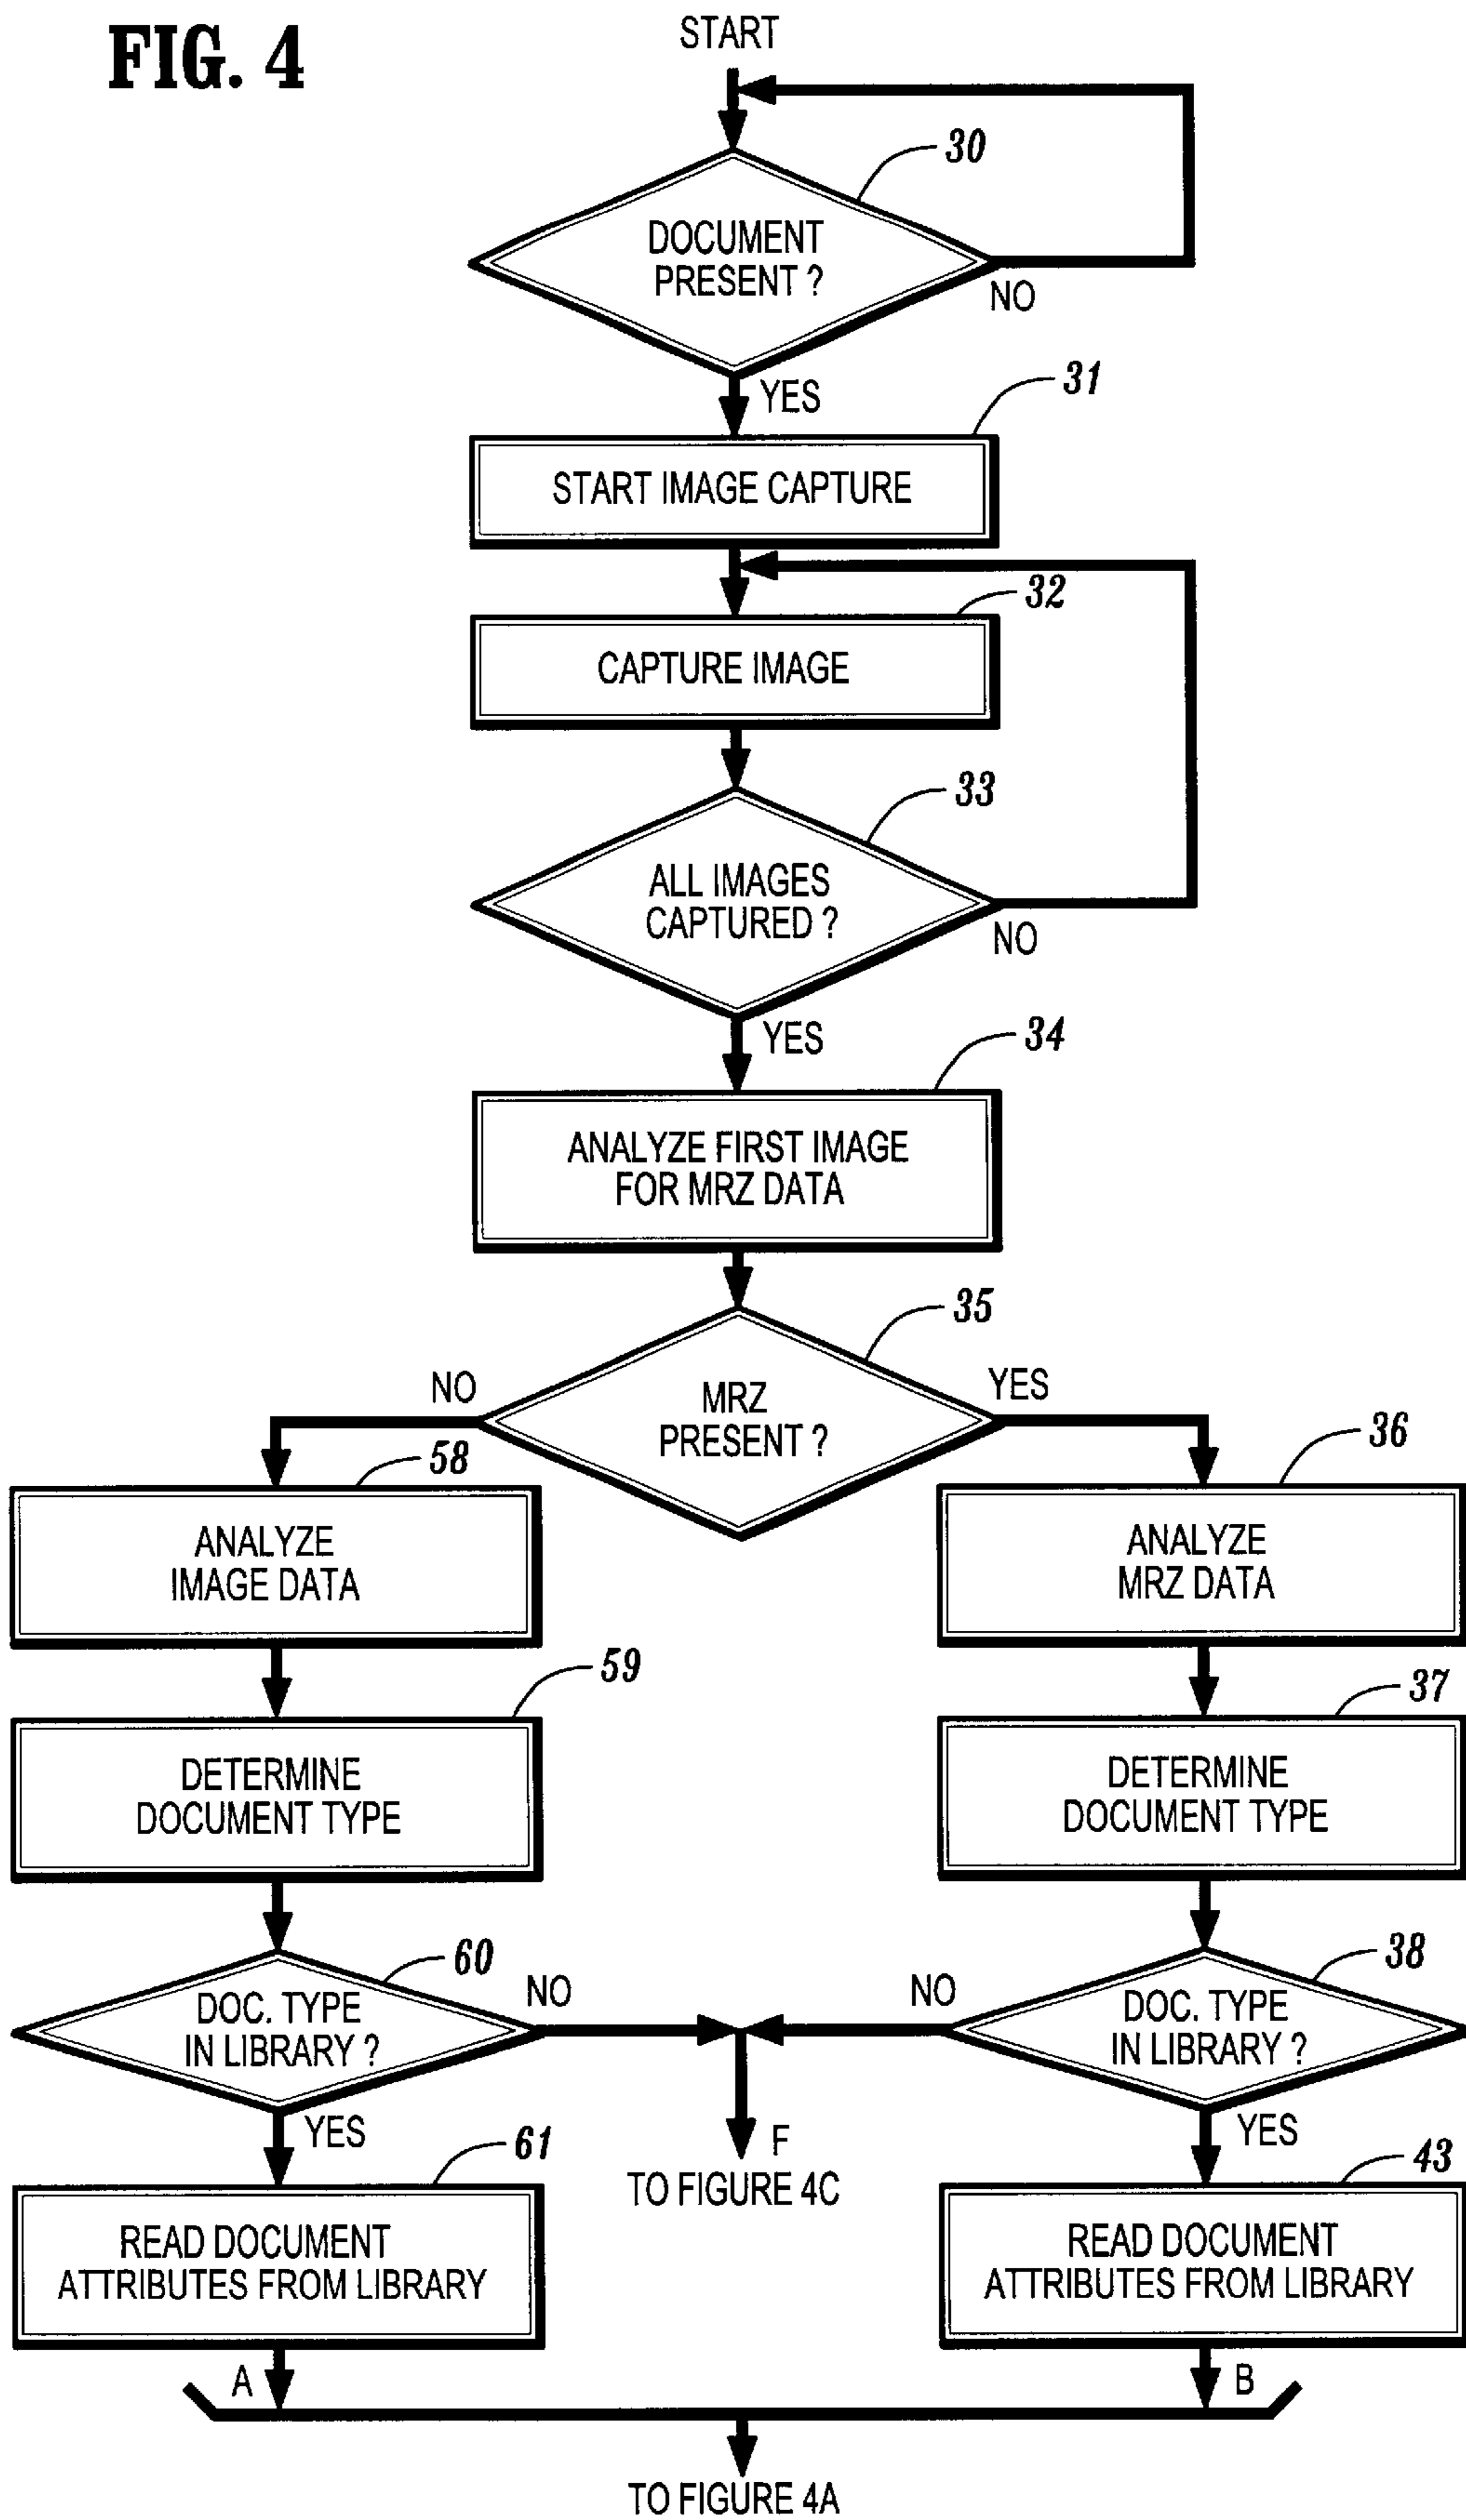 FIG. 4
START
30
DOCUMENT
PRESENT ?
NO
YES
31
START IMAGE CAPTURE
32
CAPTURE IMAGE
33
ALL IMAGES
CAPTURED ?
NO
YES
34
ANALYZE FIRST IMAGE
FOR MRZ DATA
35
MRZ
PRESENT ?
NO
YES
58
ANALYZE
IMAGE DATA
36
ANALYZE
MRZ DATA
59
DETERMINE
DOCUMENT TYPE
37
DETERMINE
DOCUMENT TYPE
60
DOC. TYPE
IN LIBRARY ?
NO
38
DOC. TYPE
IN LIBRARY ?
NO
YES
F
TO FIGURE 4C
YES
61
READ DOCUMENT
ATTRIBUTES FROM LIBRARY
43
READ DOCUMENT
ATTRIBUTES FROM LIBRARY
A
B
TO FIGURE 4A